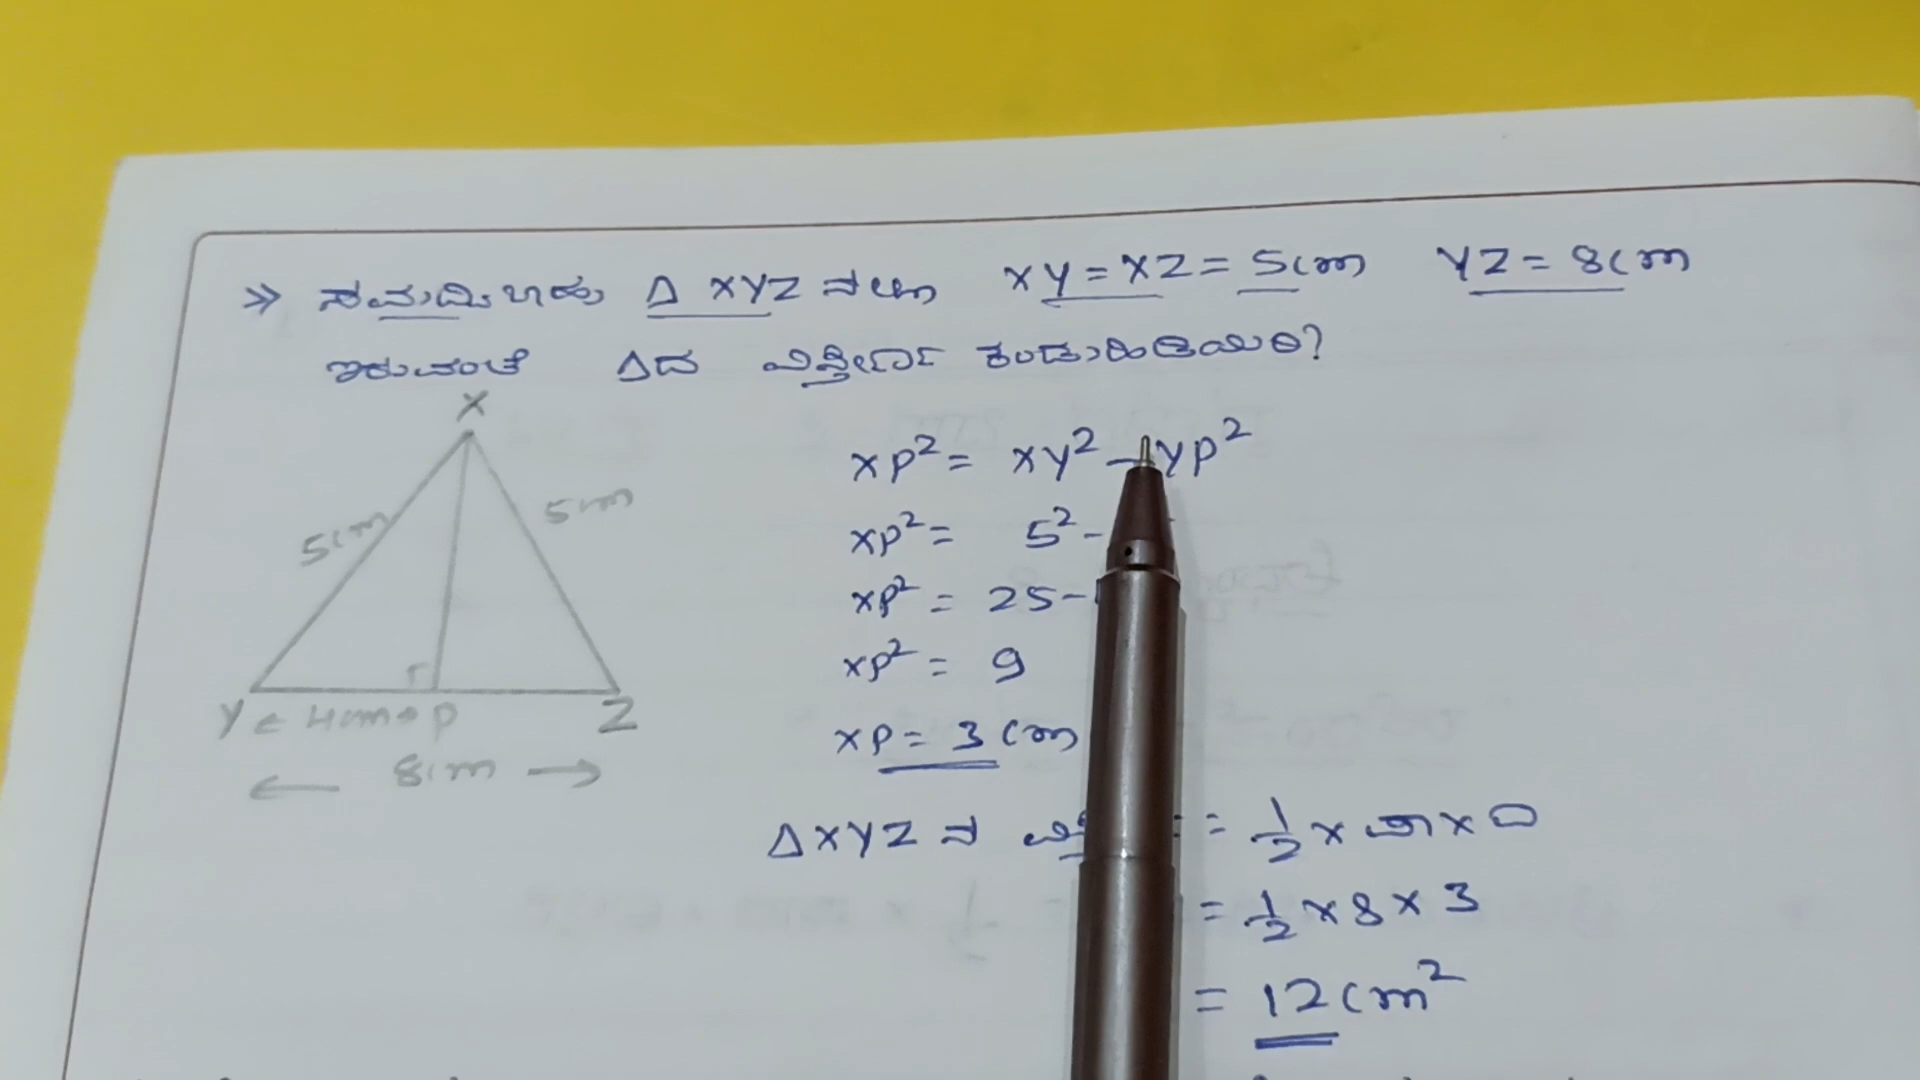 >> ಸಮದ್ವಿಬಾಹು Δ XYZ ನಲ್ಲಿ XY = XZ = 5cm YZ = 8cm
ಇರುವಂತೆ Δದ ವಿಸ್ತೀರ್ಣ ಕಂಡುಹಿಡಿಯಿರಿ?
X
5cm
5cm
Y ← 4cm → P Z
← 8cm →
XP² = XY² - YP²
XP² = 5² -
XP² = 25 -
XP² = 9
XP = 3 cm
ΔXYZ ನ = 1/2 × ಪಾ × ಎ
= 1/2 × 8 × 3
= 12 cm²